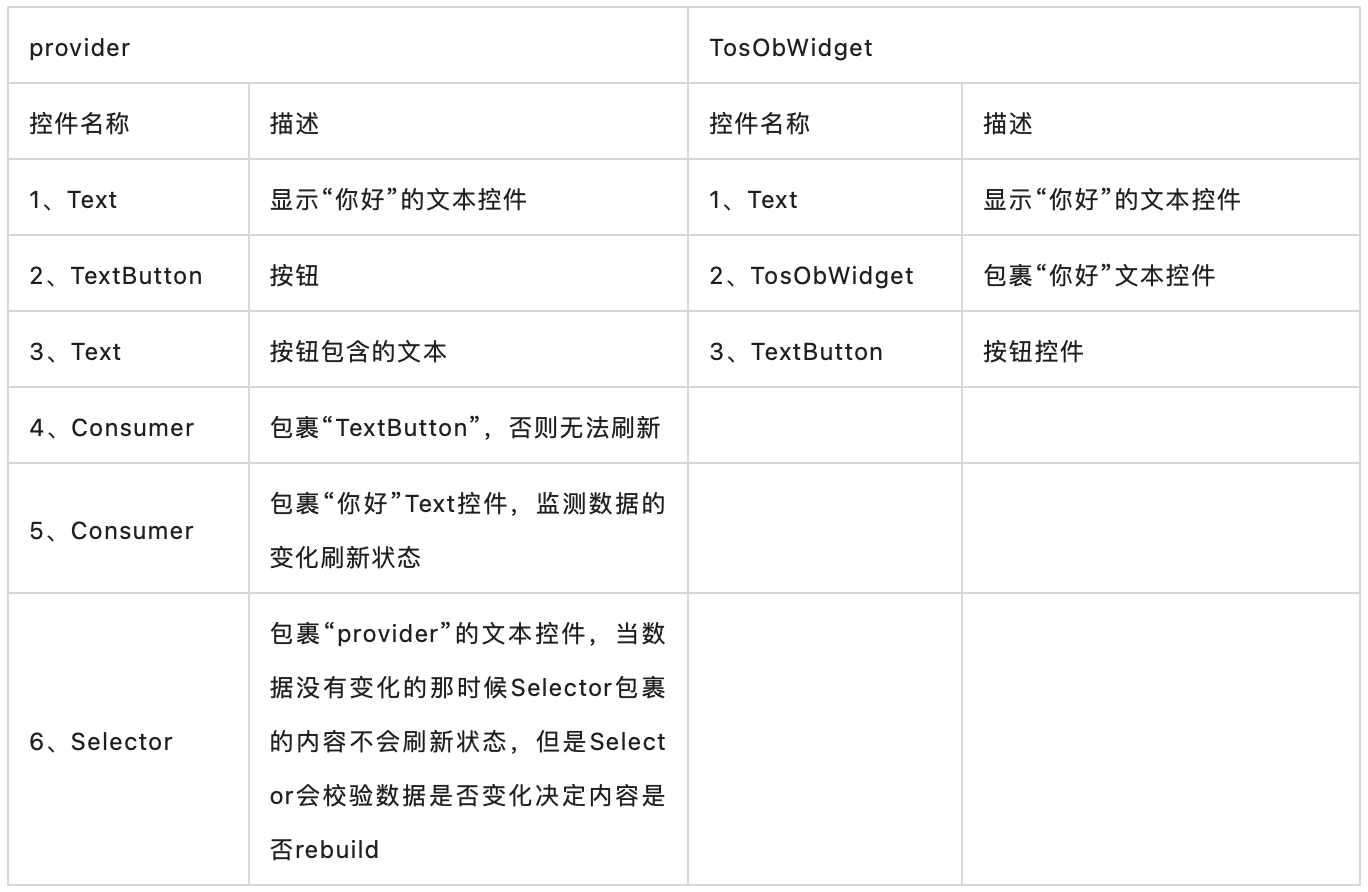 provider
TosObWidget
控件名称
描述
控件名称
描述
1、Text
显示“你好”的文本控件
1、Text
显示“你好”的文本控件
2、TextButton
按钮
2、TosObWidget
包裹“你好”文本控件
3、Text
按钮包含的文本
3、TextButton
按钮控件
4、Consumer
包裹“TextButton”，否则无法刷新
5、Consumer
包裹“你好”Text控件，监测数据的
变化刷新状态
6、Selector
包裹“provider”的文本控件，当数
据没有变化的那时候Selector包裹
的内容不会刷新状态，但是Select
or会校验数据是否变化决定内容是
否rebuild